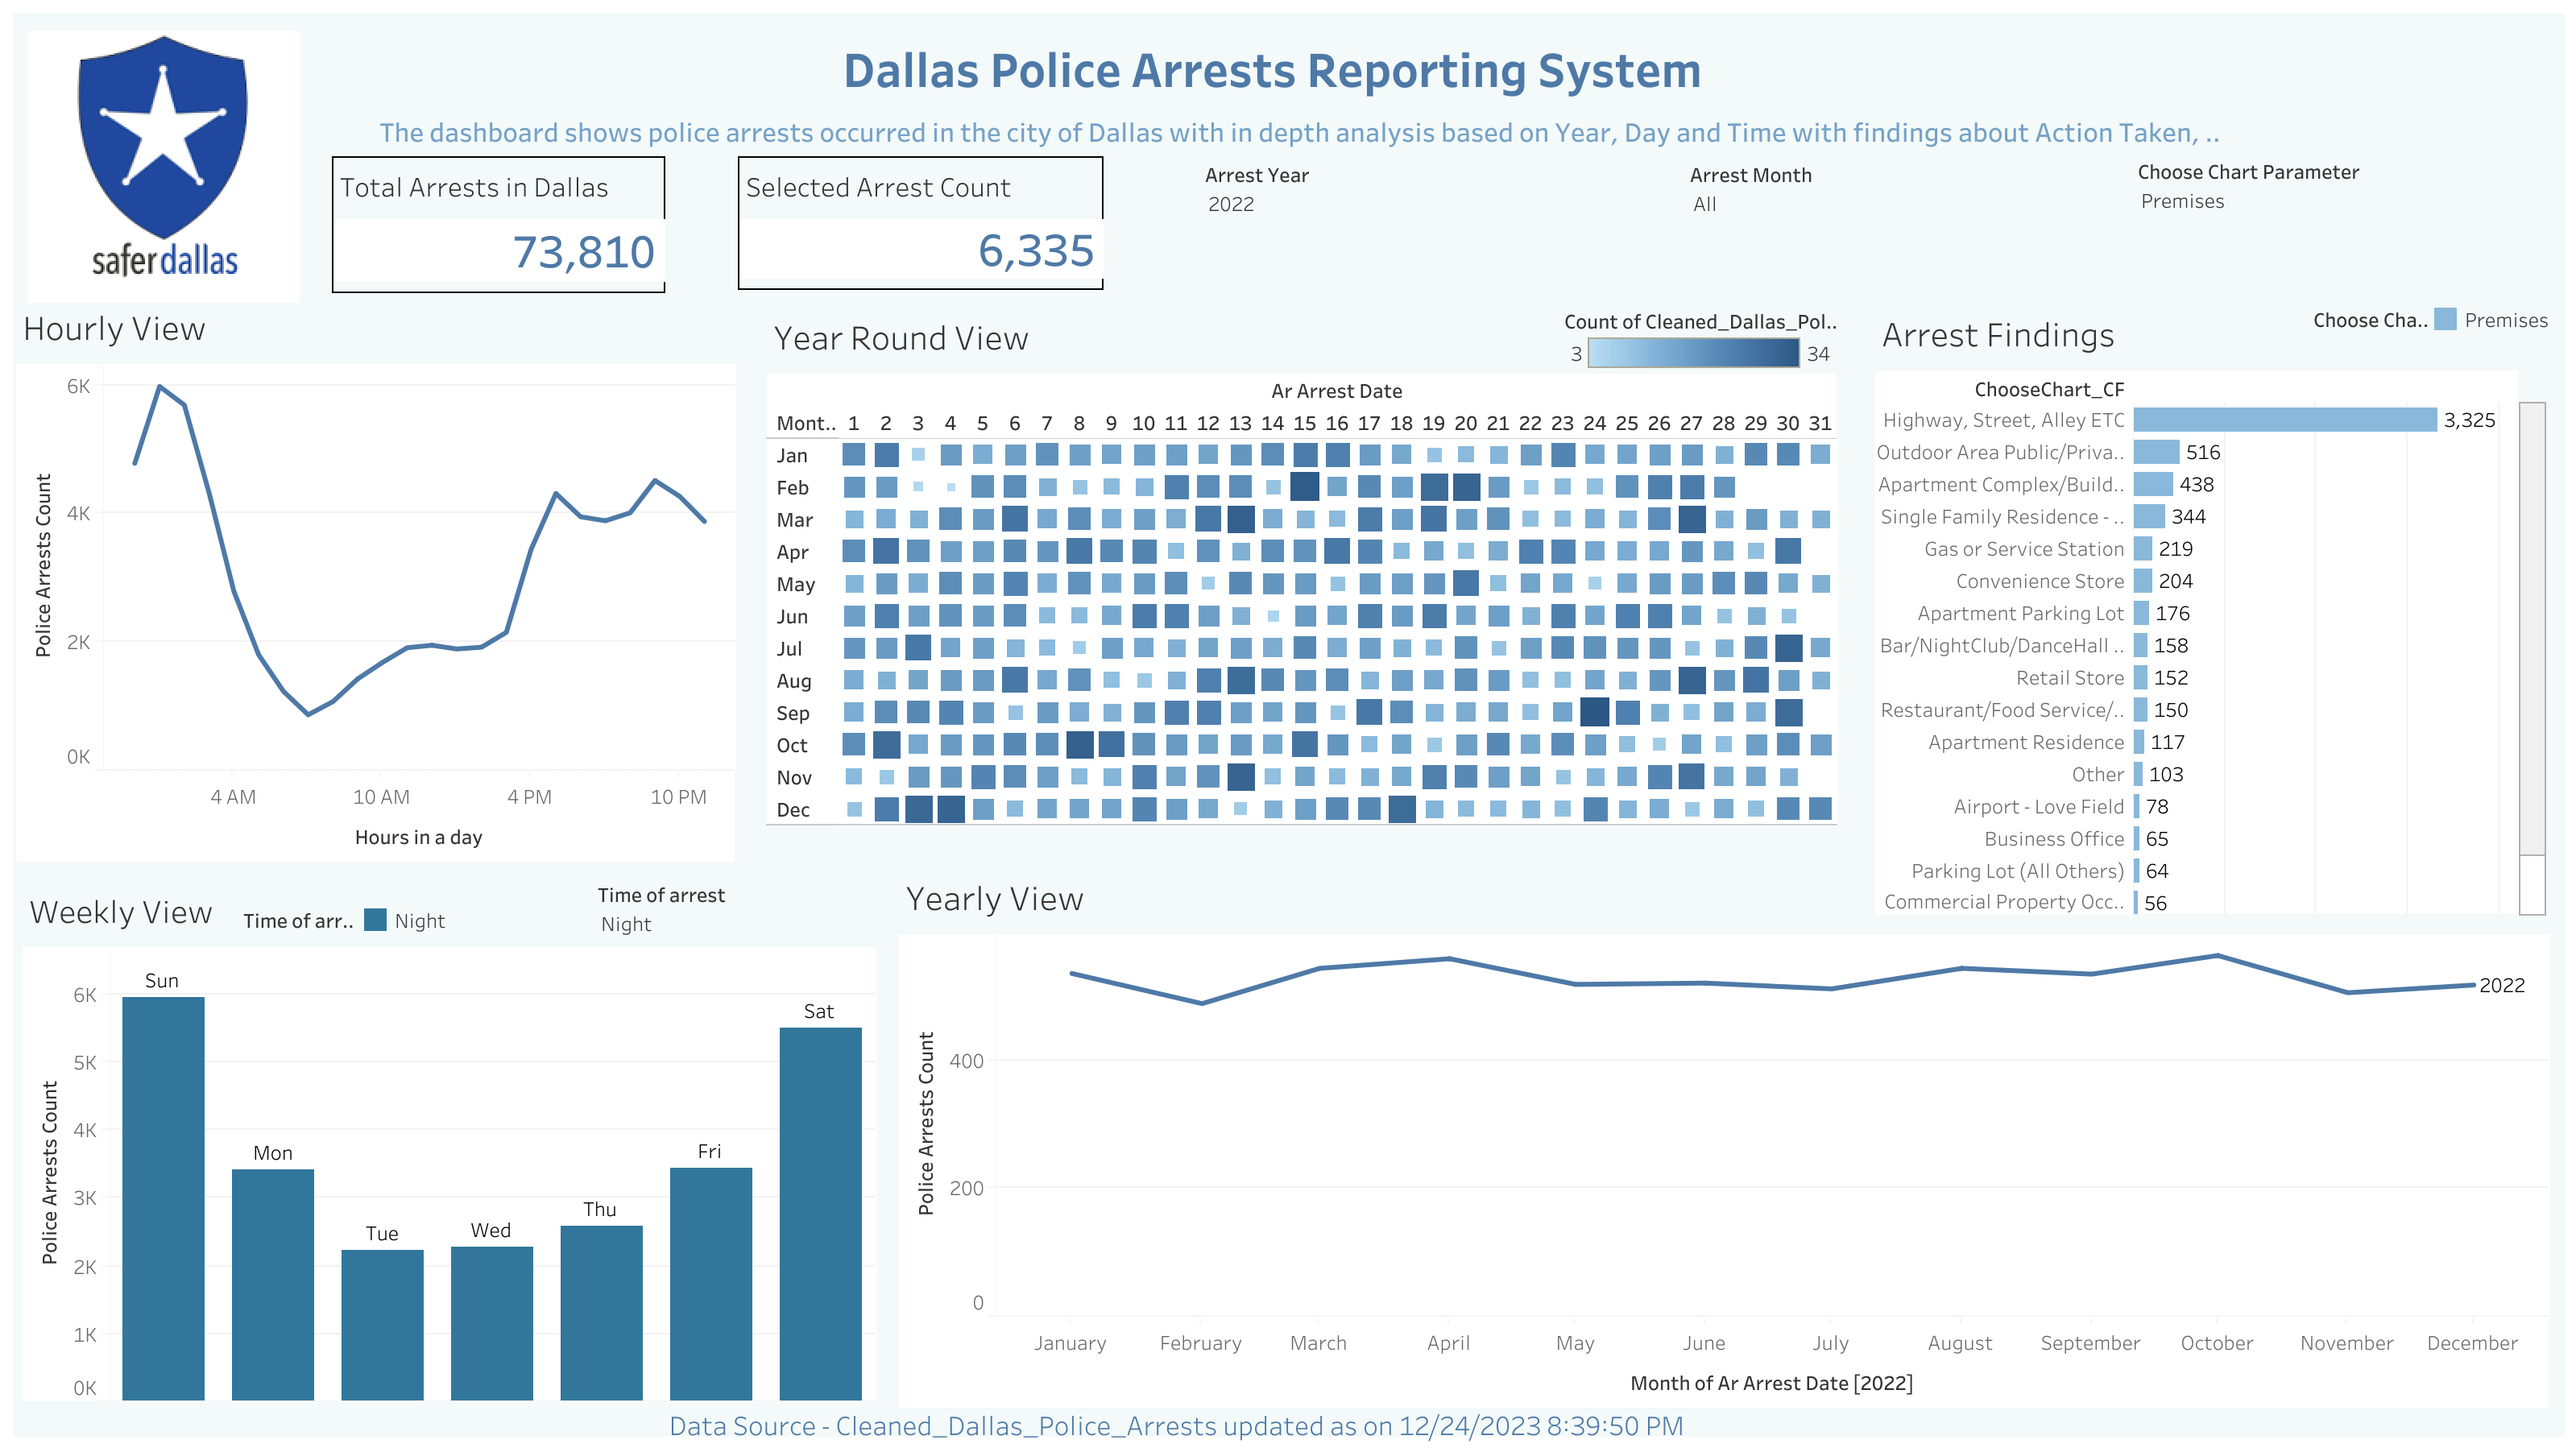 Dallas Police Arrests Reporting System
The dashboard shows police arrests occurred in the city of Dallas with in depth analysis based on Year, Day and Time with findings about Action Taken, ..
saferdallas
Total Arrests in Dallas
73,810
Selected Arrest Count
6,335
Arrest Year
2022
Arrest Month
All
Choose Chart Parameter
Premises
Hourly View
Police Arrests Count
6K
4K
2K
0K
4 AM 10 AM 4 PM 10 PM
Hours in a day
Year Round View
Count of Cleaned_Dallas_Pol..
3 34
Ar Arrest Date
Mont.. 1 2 3 4 5 6 7 8 9 10 11 12 13 14 15 16 17 18 19 20 21 22 23 24 25 26 27 28 29 30 31
Jan
Feb
Mar
Apr
May
Jun
Jul
Aug
Sep
Oct
Nov
Dec
Arrest Findings
Choose Cha.. Premises
ChooseChart_CF
Highway, Street, Alley ETC 3,325
Outdoor Area Public/Priva.. 516
Apartment Complex/Build.. 438
Single Family Residence - .. 344
Gas or Service Station 219
Convenience Store 204
Apartment Parking Lot 176
Bar/NightClub/DanceHall .. 158
Retail Store 152
Restaurant/Food Service/.. 150
Apartment Residence 117
Other 103
Airport - Love Field 78
Business Office 65
Parking Lot (All Others) 64
Commercial Property Occ.. 56
Weekly View
Time of arr.. Night
Time of arrest
Night
Police Arrests Count
6K
5K
4K
3K
2K
1K
0K
Sun
Mon
Tue
Wed
Thu
Fri
Sat
Yearly View
Police Arrests Count
400
200
0
2022
January February March April May June July August September October November December
Month of Ar Arrest Date [2022]
Data Source - Cleaned_Dallas_Police_Arrests updated as on 12/24/2023 8:39:50 PM